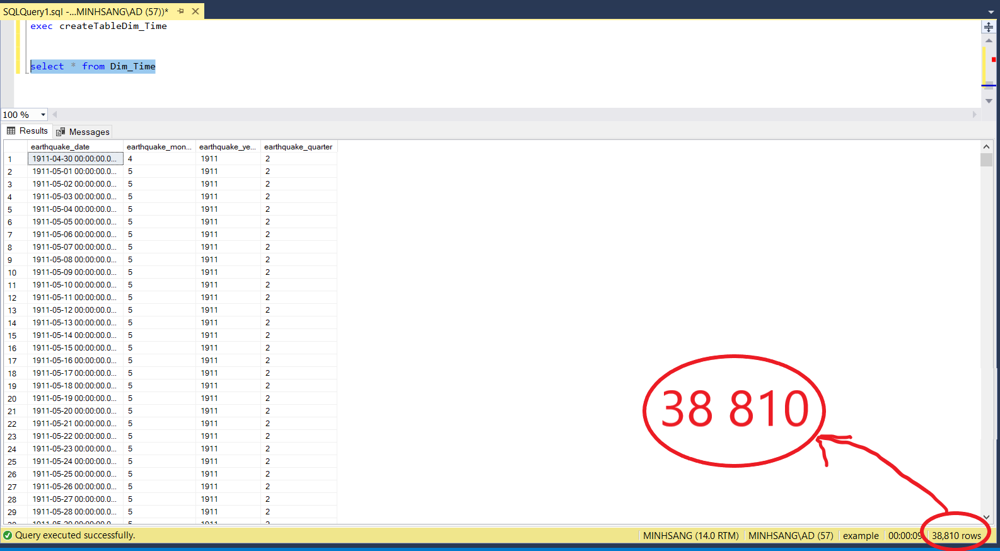 SQLQuery1.sql -...MINHSANG\AD (57))*
exec createTableDim_Time
select * from Dim_Time
100 %
Results Messages
earthquake_date earthquake_mon... earthquake_ye... earthquake_quarter
1 1911-04-30 00:00:00.0... 4 1911 2
2 1911-05-01 00:00:00.0... 5 1911 2
3 1911-05-02 00:00:00.0... 5 1911 2
4 1911-05-03 00:00:00.0... 5 1911 2
5 1911-05-04 00:00:00.0... 5 1911 2
6 1911-05-05 00:00:00.0... 5 1911 2
7 1911-05-06 00:00:00.0... 5 1911 2
8 1911-05-07 00:00:00.0... 5 1911 2
9 1911-05-08 00:00:00.0... 5 1911 2
10 1911-05-09 00:00:00.0... 5 1911 2
11 1911-05-10 00:00:00.0... 5 1911 2
12 1911-05-11 00:00:00.0... 5 1911 2
13 1911-05-12 00:00:00.0... 5 1911 2
14 1911-05-13 00:00:00.0... 5 1911 2
15 1911-05-14 00:00:00.0... 5 1911 2
16 1911-05-15 00:00:00.0... 5 1911 2
17 1911-05-16 00:00:00.0... 5 1911 2
18 1911-05-17 00:00:00.0... 5 1911 2
19 1911-05-18 00:00:00.0... 5 1911 2
20 1911-05-19 00:00:00.0... 5 1911 2
21 1911-05-20 00:00:00.0... 5 1911 2
22 1911-05-21 00:00:00.0... 5 1911 2
23 1911-05-22 00:00:00.0... 5 1911 2
24 1911-05-23 00:00:00.0... 5 1911 2
25 1911-05-24 00:00:00.0... 5 1911 2
26 1911-05-25 00:00:00.0... 5 1911 2
27 1911-05-26 00:00:00.0... 5 1911 2
28 1911-05-27 00:00:00.0... 5 1911 2
29 1911-05-28 00:00:00.0... 5 1911 2
38 810
Query executed successfully. MINHSANG (14.0 RTM) MINHSANG\AD (57) example 00:00:09 38,810 rows